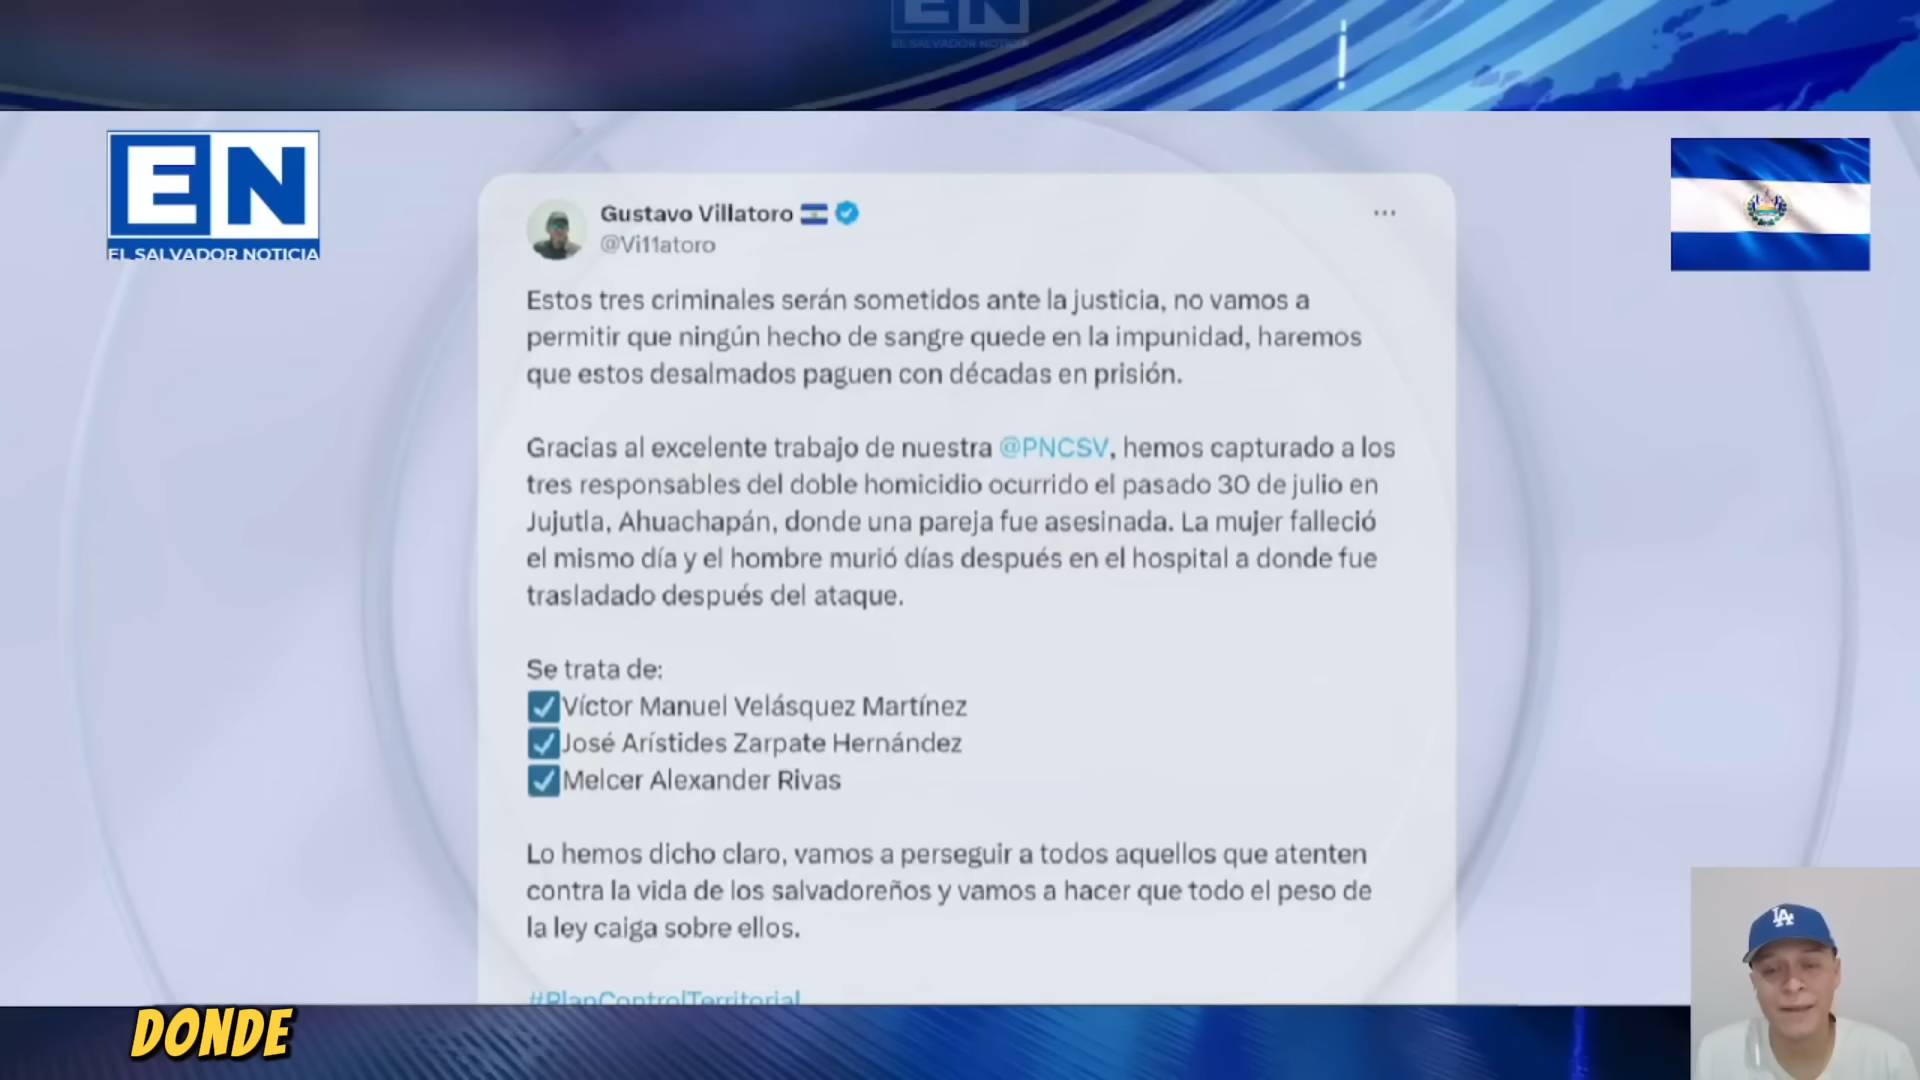 EN
EL SALVADOR NOTICIA
EN
EL SALVADOR NOTICIA
Gustavo Villatoro
@Vi11atoro
Estos tres criminales serán sometidos ante la justicia, no vamos a
permitir que ningún hecho de sangre quede en la impunidad, haremos
que estos desalmados paguen con décadas en prisión.
Gracias al excelente trabajo de nuestra @PNCSV, hemos capturado a los
tres responsables del doble homicidio ocurrido el pasado 30 de julio en
Jujutla, Ahuachapán, donde una pareja fue asesinada. La mujer falleció
el mismo día y el hombre murió días después en el hospital a donde fue
trasladado después del ataque.
Se trata de:
Víctor Manuel Velásquez Martínez
José Arístides Zarpate Hernández
Melcer Alexander Rivas
Lo hemos dicho claro, vamos a perseguir a todos aquellos que atenten
contra la vida de los salvadoreños y vamos a hacer que todo el peso de
la ley caiga sobre ellos.
#PlanControlTerritorial
DONDE
LA